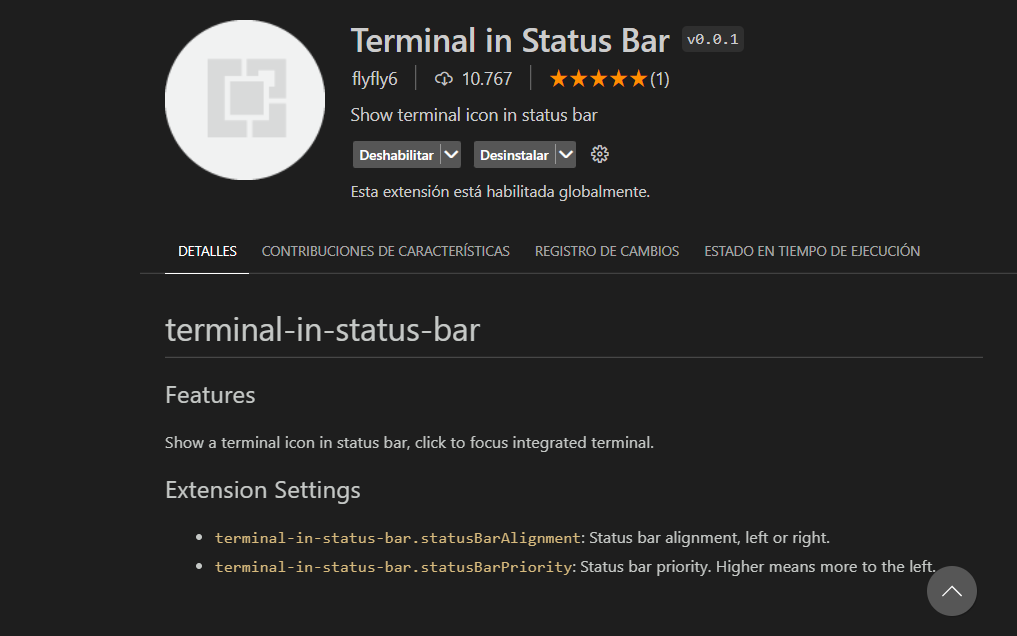 Terminal in Status Bar v0.0.1
flyfly6 10.767 (1)
Show terminal icon in status bar
Deshabilitar Desinstalar
Esta extensión está habilitada globalmente.
DETALLES CONTRIBUCIONES DE CARACTERÍSTICAS REGISTRO DE CAMBIOS ESTADO EN TIEMPO DE EJECUCIÓN
terminal-in-status-bar
Features
Show a terminal icon in status bar, click to focus integrated terminal.
Extension Settings
terminal-in-status-bar.statusBarAlignment: Status bar alignment, left or right.
terminal-in-status-bar.statusBarPriority: Status bar priority. Higher means more to the left.